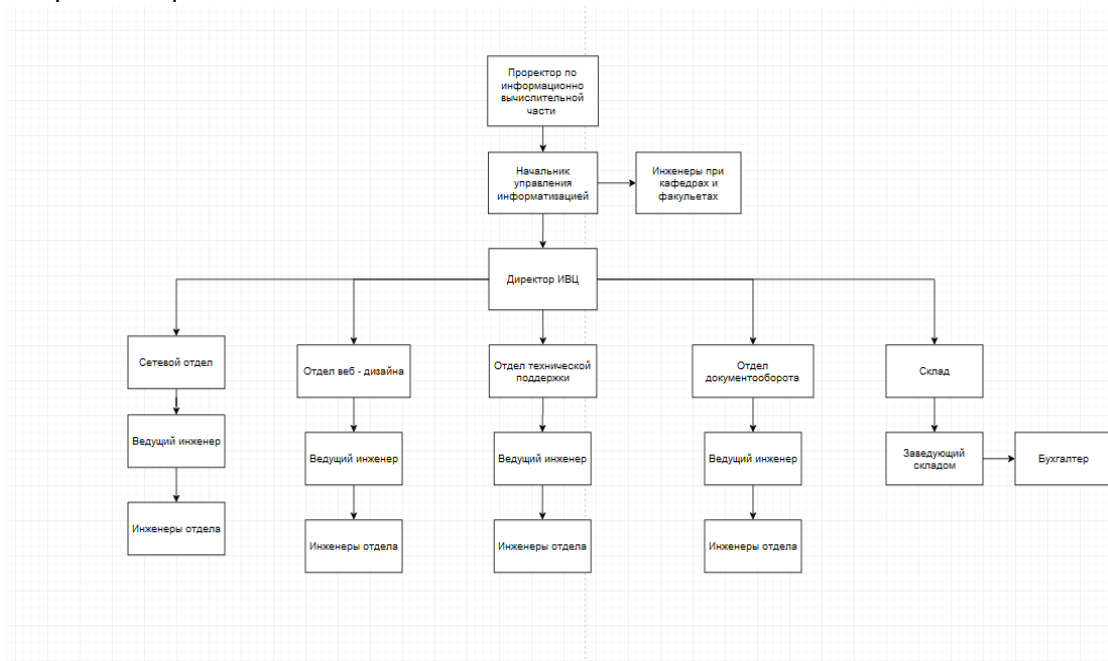 Проректор по
информационно
вычислительной
части
Начальник
управления
информатизацией
Инженеры при
кафедрах и
факультетах
Директор ИВЦ
Сетевой отдел
Отдел веб - дизайна
Отдел технической
поддержки
Отдел
документооборота
Склад
Ведущий инженер
Ведущий инженер
Ведущий инженер
Ведущий инженер
Заведующий
складом
Бухгалтер
Инженеры отдела
Инженеры отдела
Инженеры отдела
Инженеры отдела